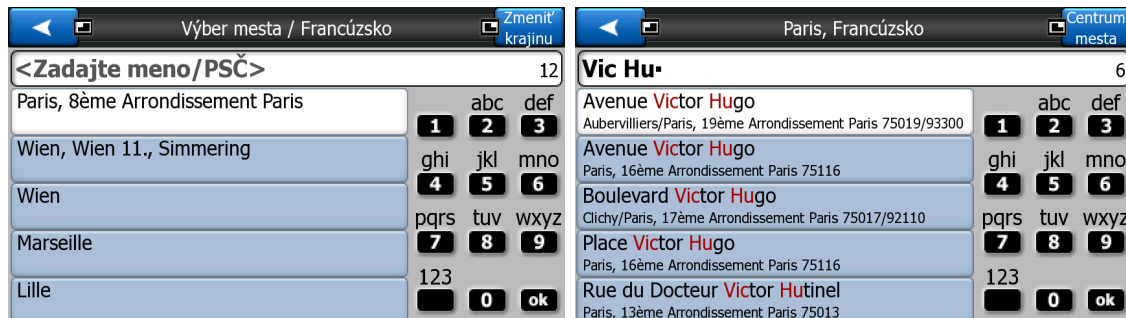 Výber mesta / Francúzsko
Zmeniť
krajinu
<Zadajte meno/PSČ>
12
Paris, 8ème Arrondissement Paris
Wien, Wien 11., Simmering
Wien
Marseille
Lille
abc def
1 2 3
ghi jkl mno
4 5 6
pqrs tuv wxyz
7 8 9
123
0 ok
Paris, Francúzsko
Centrum
mesta
Vic Hu
6
Avenue Victor Hugo
Aubervilliers/Paris, 19ème Arrondissement Paris 75019/93300
Avenue Victor Hugo
Paris, 16ème Arrondissement Paris 75116
Boulevard Victor Hugo
Clichy/Paris, 17ème Arrondissement Paris 75017/92110
Place Victor Hugo
Paris, 16ème Arrondissement Paris 75116
Rue du Docteur Victor Hutinel
Paris, 13ème Arrondissement Paris 75013
abc def
1 2 3
ghi jkl mno
4 5 6
pqrs tuv wxyz
7 8 9
123
0 ok